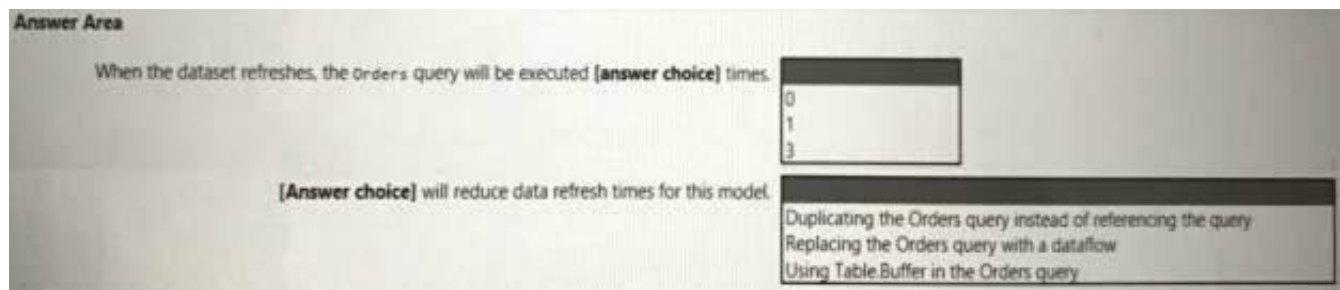 Answer Area
When the dataset refreshes, the Orders query will be executed [answer choice] times.
0
1
3
[Answer choice] will reduce data refresh times for this model.
Duplicating the Orders query instead of referencing the query
Replacing the Orders query with a dataflow
Using Table.Buffer in the Orders query